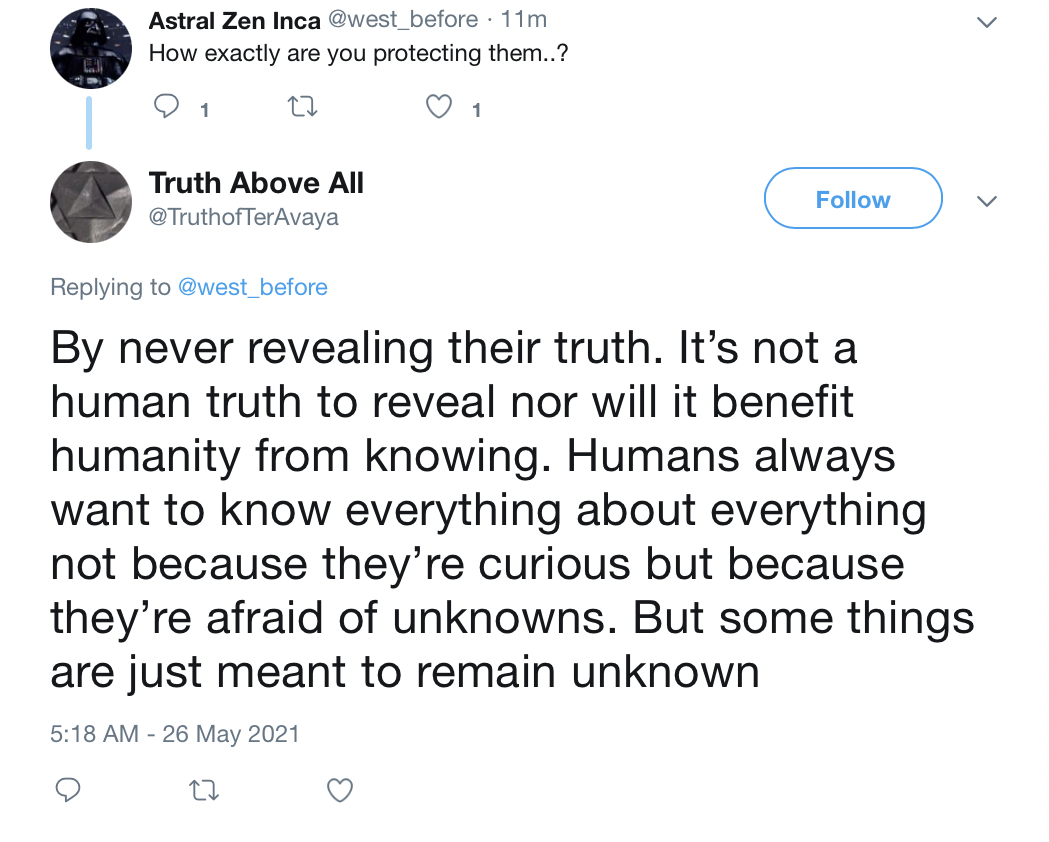 Astral Zen Inca @west_before · 11m
How exactly are you protecting them..?
1 1
Truth Above All
Follow
@TruthofTerAvaya
Replying to @west_before
By never revealing their truth. It’s not a
human truth to reveal nor will it benefit
humanity from knowing. Humans always
want to know everything about everything
not because they’re curious but because
they’re afraid of unknowns. But some things
are just meant to remain unknown
5:18 AM - 26 May 2021